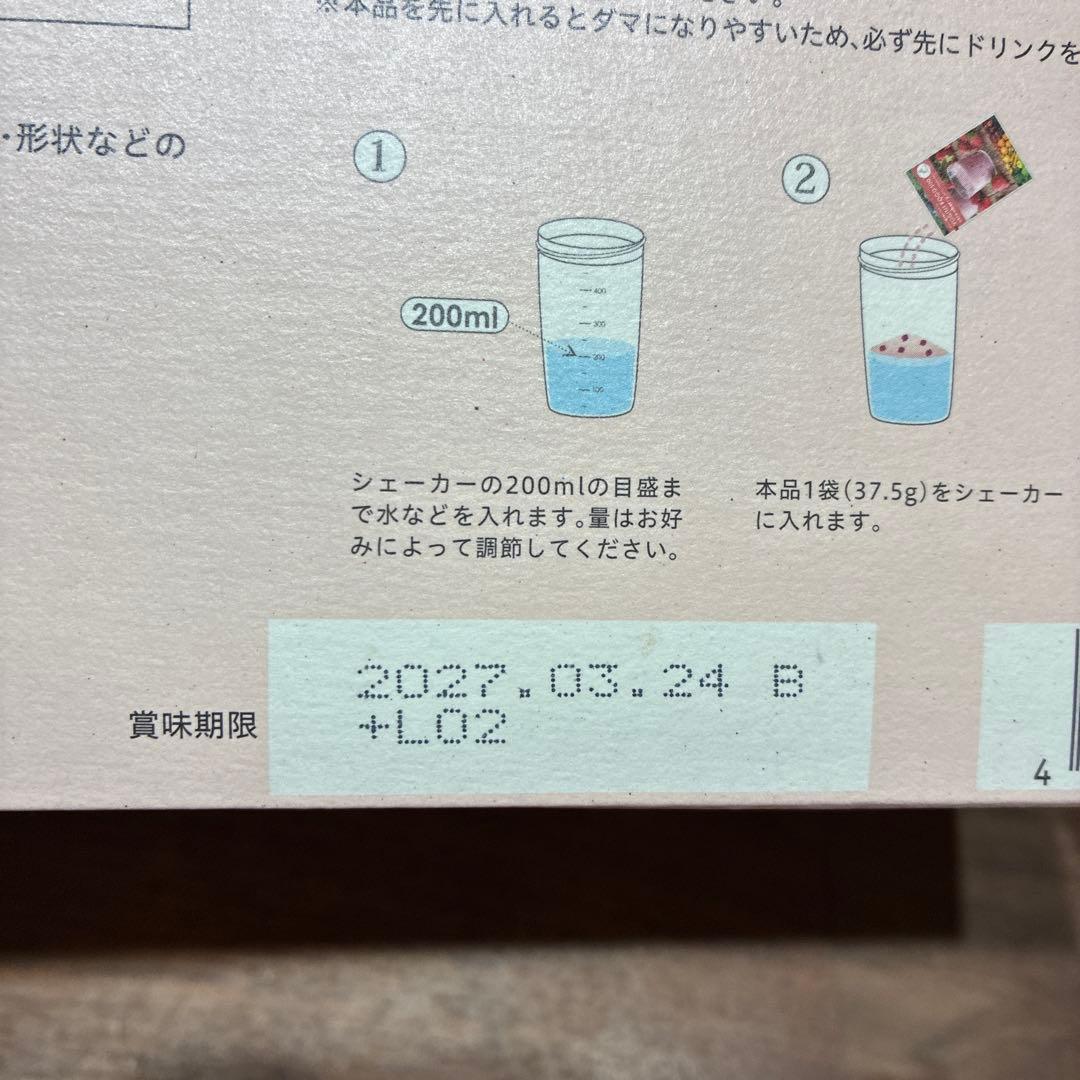 ※本品を先に入れるとダマになりやすいため、必ず先にドリンクを
・形状などの
1
2
400
300
200ml
200
100
シェーカーの200mlの目盛ま
で水などを入れます。量はお好
みによって調節してください。
本品1袋(37.5g)をシェーカー
に入れます。
賞味期限
2027.03.24 B
+L02
4